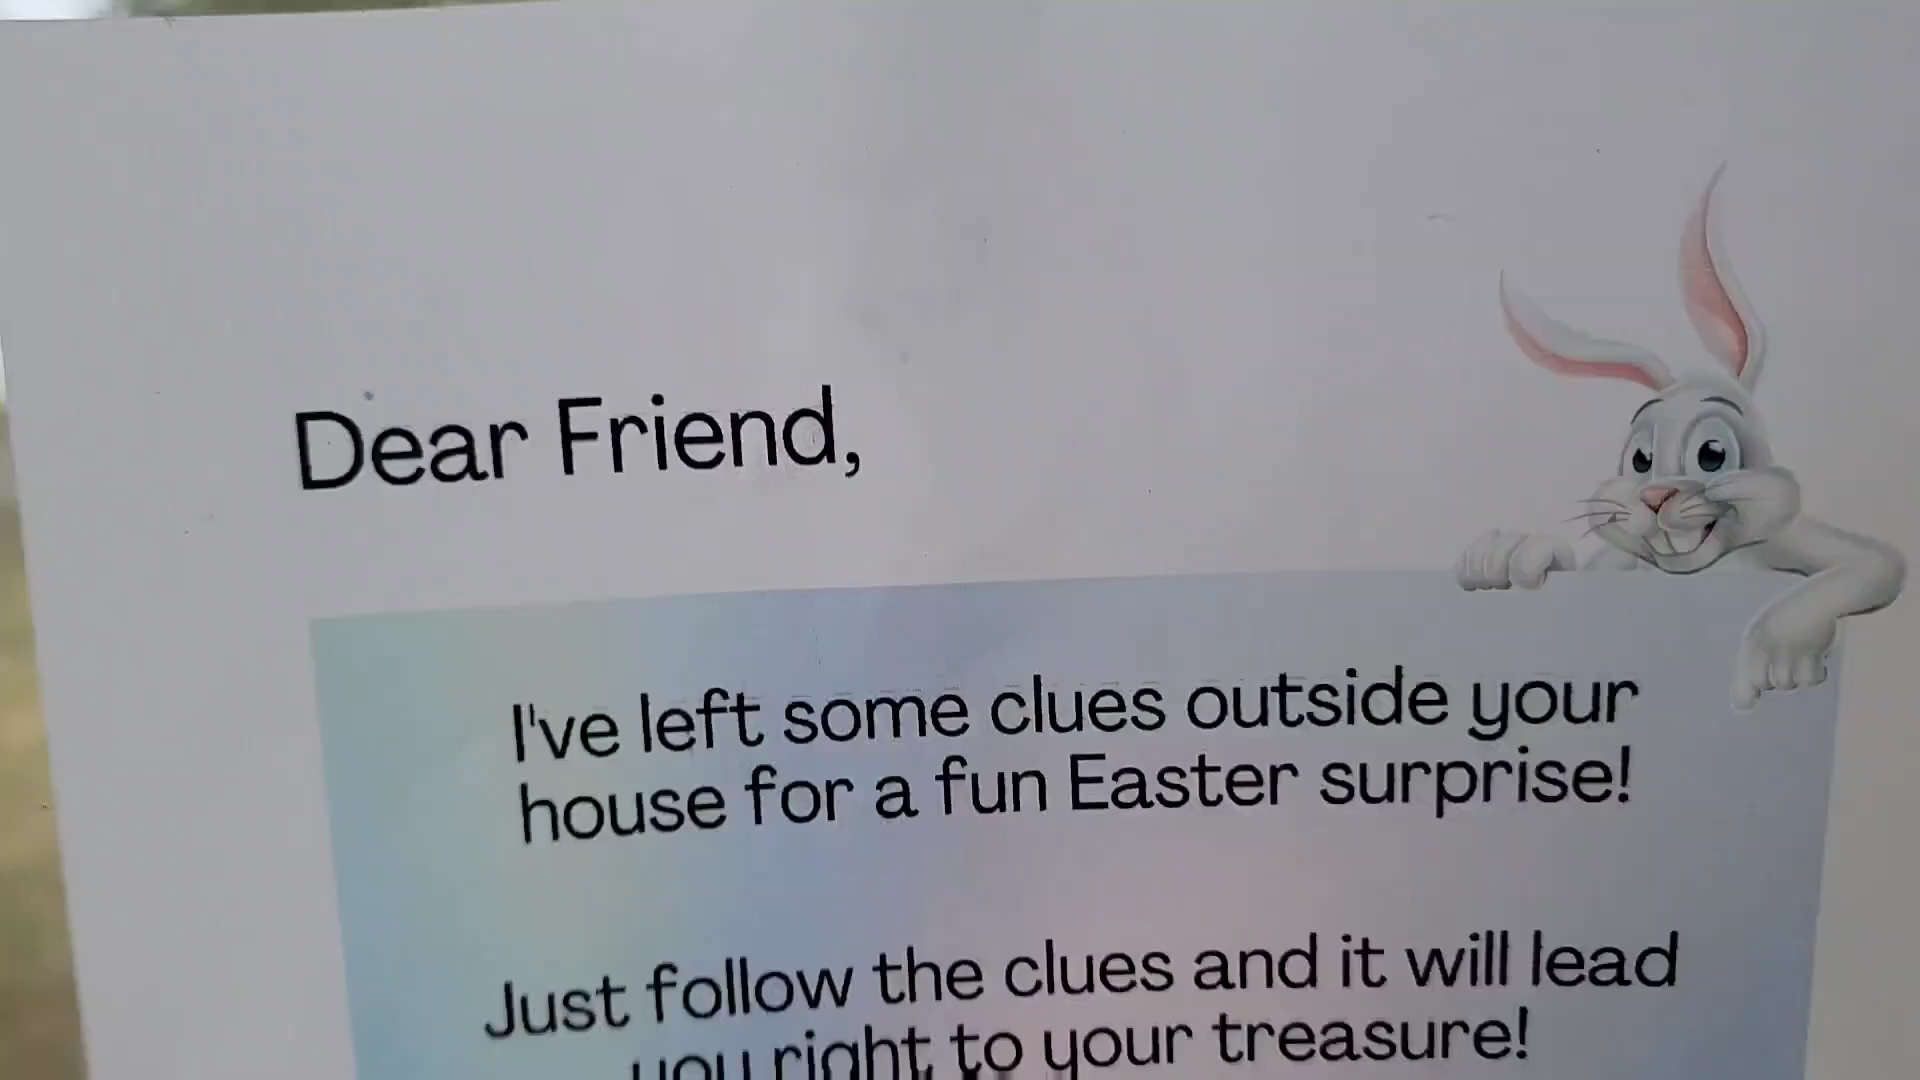 Dear Friend,
I've left some clues outside your
house for a fun Easter surprise!
Just follow the clues and it will lead
you right to your treasure!